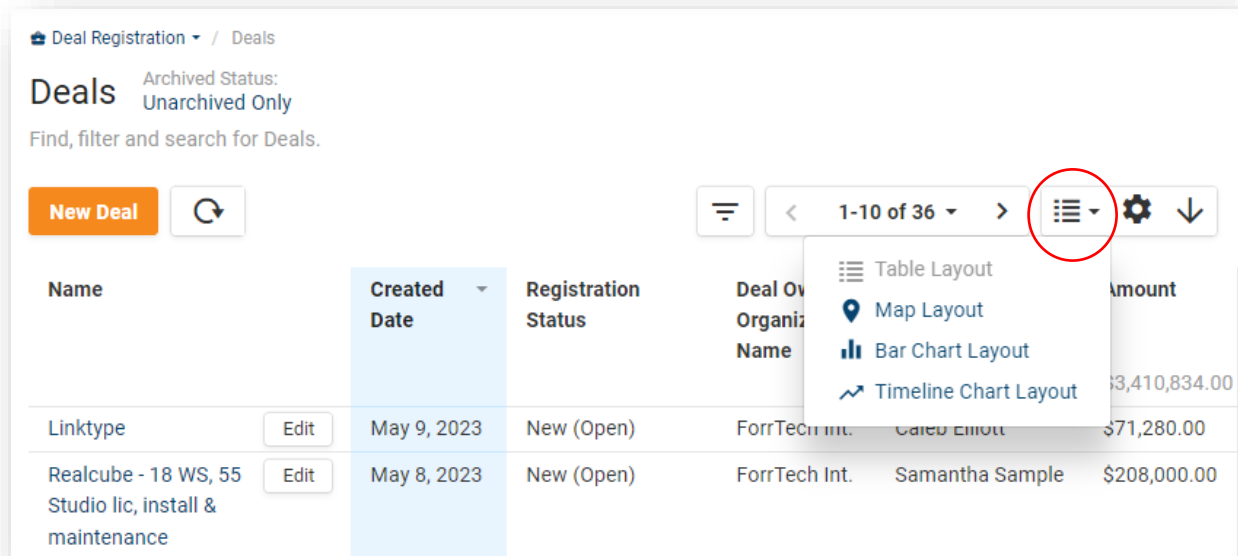 Deal Registration / Deals
Deals
Archived Status:
Unarchived Only
Find, filter and search for Deals.
New Deal
1-10 of 36
Table Layout
Map Layout
Bar Chart Layout
Timeline Chart Layout
Name
Created
Date
Registration
Status
Deal
Name
Amount
$3,410,834.00
Linktype Edit May 9, 2023 New (Open) ForrTech Int. Caleb Elliott $71,280.00
Realcube - 18 WS, 55 Edit May 8, 2023 New (Open) ForrTech Int. Samantha Sample $208,000.00
Studio lic, install &
maintenance